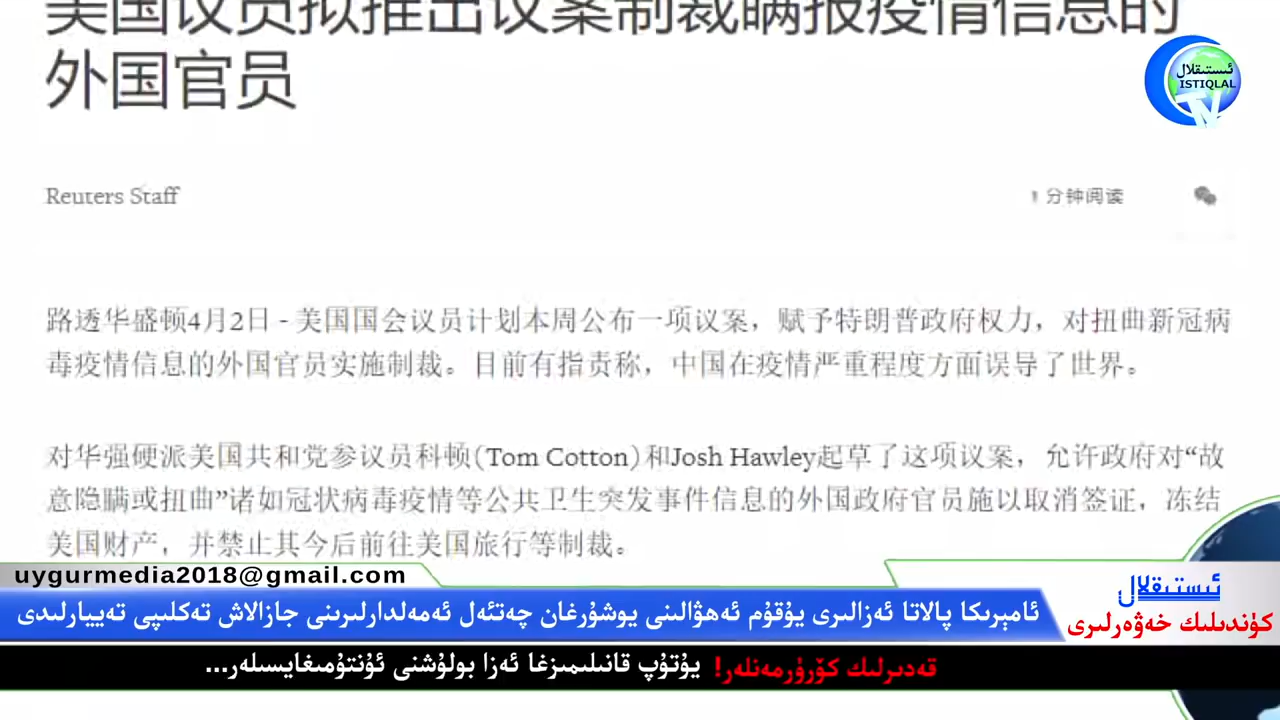 美国议员拟推出议案制裁瞒报疫情信息的
外国官员
ئىستىقلال
ISTIQLAL
TV
Reuters Staff
1 分钟阅读
路透华盛顿4月2日 - 美国国会议员计划本周公布一项议案，赋予特朗普政府权力，对扭曲新冠病
毒疫情信息的外国官员实施制裁。目前有指责称，中国在疫情严重程度方面误导了世界。
对华强硬派美国共和党参议员科顿(Tom Cotton)和Josh Hawley起草了这项议案，允许政府对“故
意隐瞒或扭曲”诸如冠状病毒疫情等公共卫生突发事件信息的外国政府官员施以取消签证，冻结
美国财产，并禁止其今后前往美国旅行等制裁。
uygurmedia2018@gmail.com
ئىستىقلال
كۈندىلىك خەۋەرلىرى
ئامېرىكا پالاتا ئەزالىرى يۇقۇم ئەھۋالىنى يوشۇرغان چەتئەل ئەمەلدارلىرىنى جازالاش تەكلىپى تەييارلىدى
قەدىرلىك كۆرۈرمەنلەر! يۇتۇپ قانىلىمىزغا ئەزا بولۇشنى ئۇنتۇمىغايسىلەر...